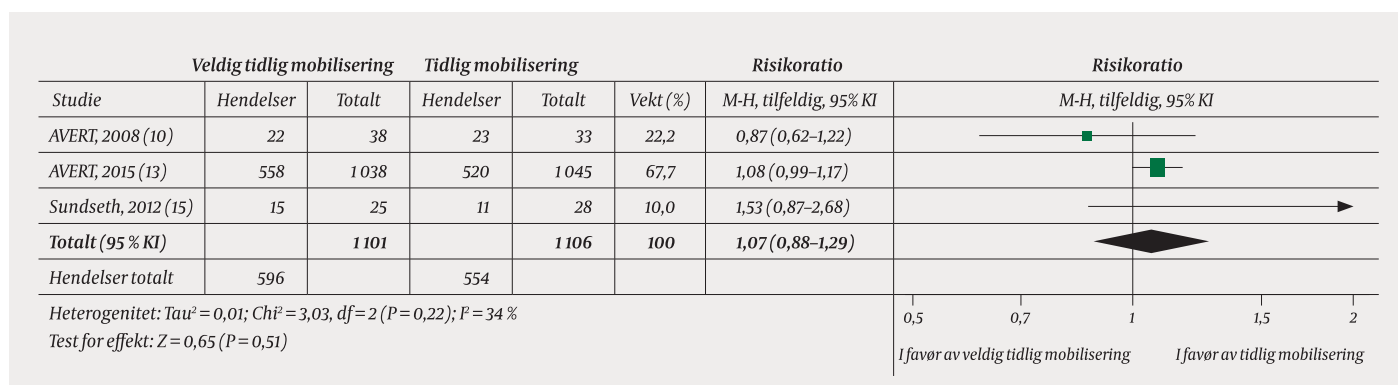 Veldig tidlig mobilisering Tidlig mobilisering Risikoratio Risikoratio
Studie Hendelser Totalt Hendelser Totalt Vekt (%) M-H, tilfeldig, 95% KI M-H, tilfeldig, 95% KI
AVERT, 2008 (10) 22 38 23 33 22,2 0,87 (0,62–1,22)
AVERT, 2015 (13) 558 1 038 520 1 045 67,7 1,08 (0,99–1,17)
Sundseth, 2012 (15) 15 25 11 28 10,0 1,53 (0,87–2,68)
Totalt (95 % KI) 1 101 1 106 100 1,07 (0,88–1,29)
Hendelser totalt 596 554
Heterogenitet: Tau² = 0,01; Chi² = 3,03, df = 2 (P = 0,22); I² = 34 %
Test for effekt: Z = 0,65 (P = 0,51)
0,5 0,7 1 1,5 2
I favør av veldig tidlig mobilisering I favør av tidlig mobilisering